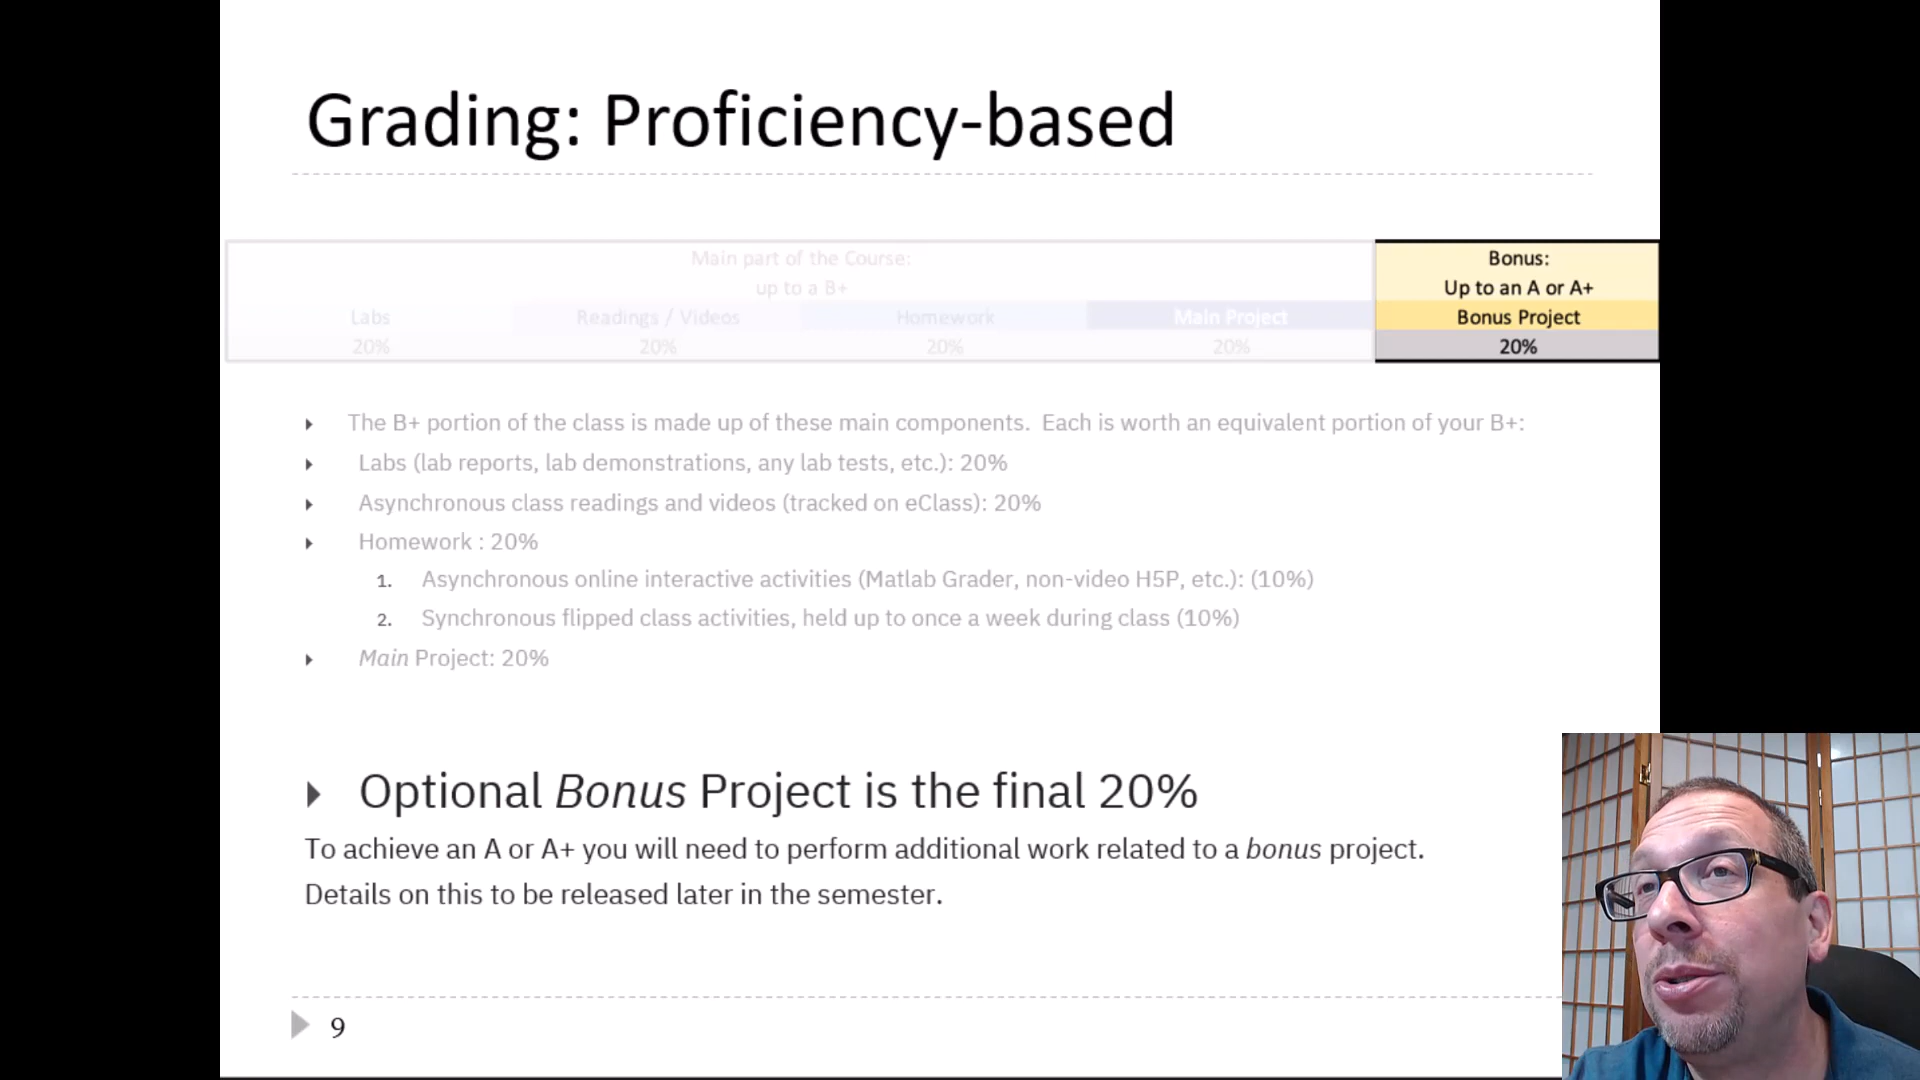 Grading: Proficiency-based
Main part of the Course:
up to a B+
Bonus:
Up to an A or A+
Labs Readings / Videos Homework Main Project Bonus Project
20% 20% 20% 20% 20%
The B+ portion of the class is made up of these main components. Each is worth an equivalent portion of your B+:
Labs (lab reports, lab demonstrations, any lab tests, etc.): 20%
Asynchronous class readings and videos (tracked on eClass): 20%
Homework : 20%
1. Asynchronous online interactive activities (Matlab Grader, non-video H5P, etc.): (10%)
2. Synchronous flipped class activities, held up to once a week during class (10%)
Main Project: 20%
Optional Bonus Project is the final 20%
To achieve an A or A+ you will need to perform additional work related to a bonus project.
Details on this to be released later in the semester.
9